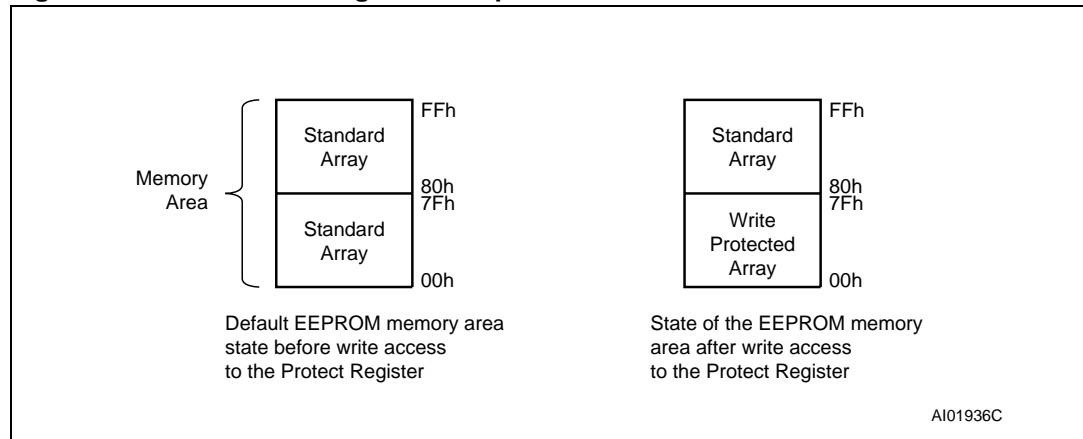 FFh
Standard
Array
80h
7Fh
Memory
Area
Standard
Array
00h
Default EEPROM memory area
state before write access
to the Protect Register
FFh
Standard
Array
80h
7Fh
Write
Protected
Array
00h
State of the EEPROM memory
area after write access
to the Protect Register
AI01936C